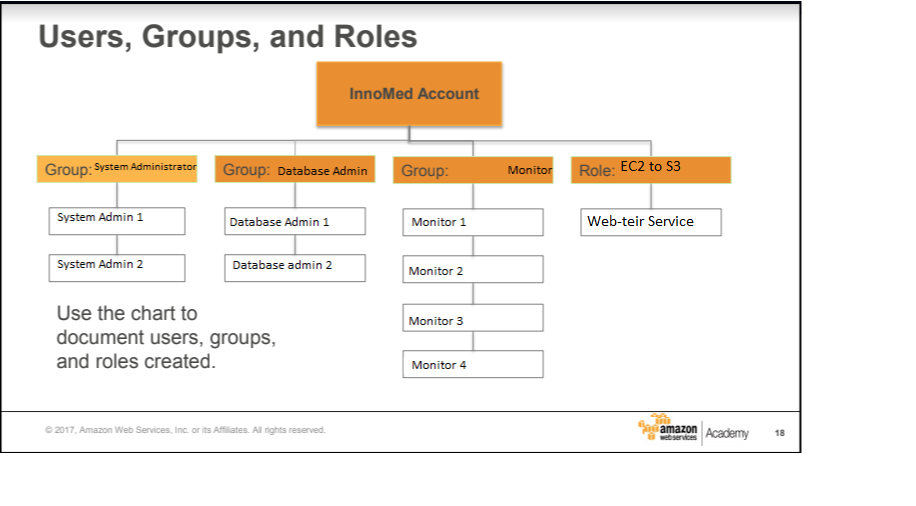 Users, Groups, and Roles
InnoMed Account
Group: System Administrator
Group: Database Admin
Group: Monitor
Role: EC2 to S3
System Admin 1
Database Admin 1
Monitor 1
Web-teir Service
System Admin 2
Database admin 2
Monitor 2
Monitor 3
Monitor 4
Use the chart to
document users, groups,
and roles created.
© 2017, Amazon Web Services, Inc. or its Affiliates. All rights reserved.
amazon
webservices
Academy
18